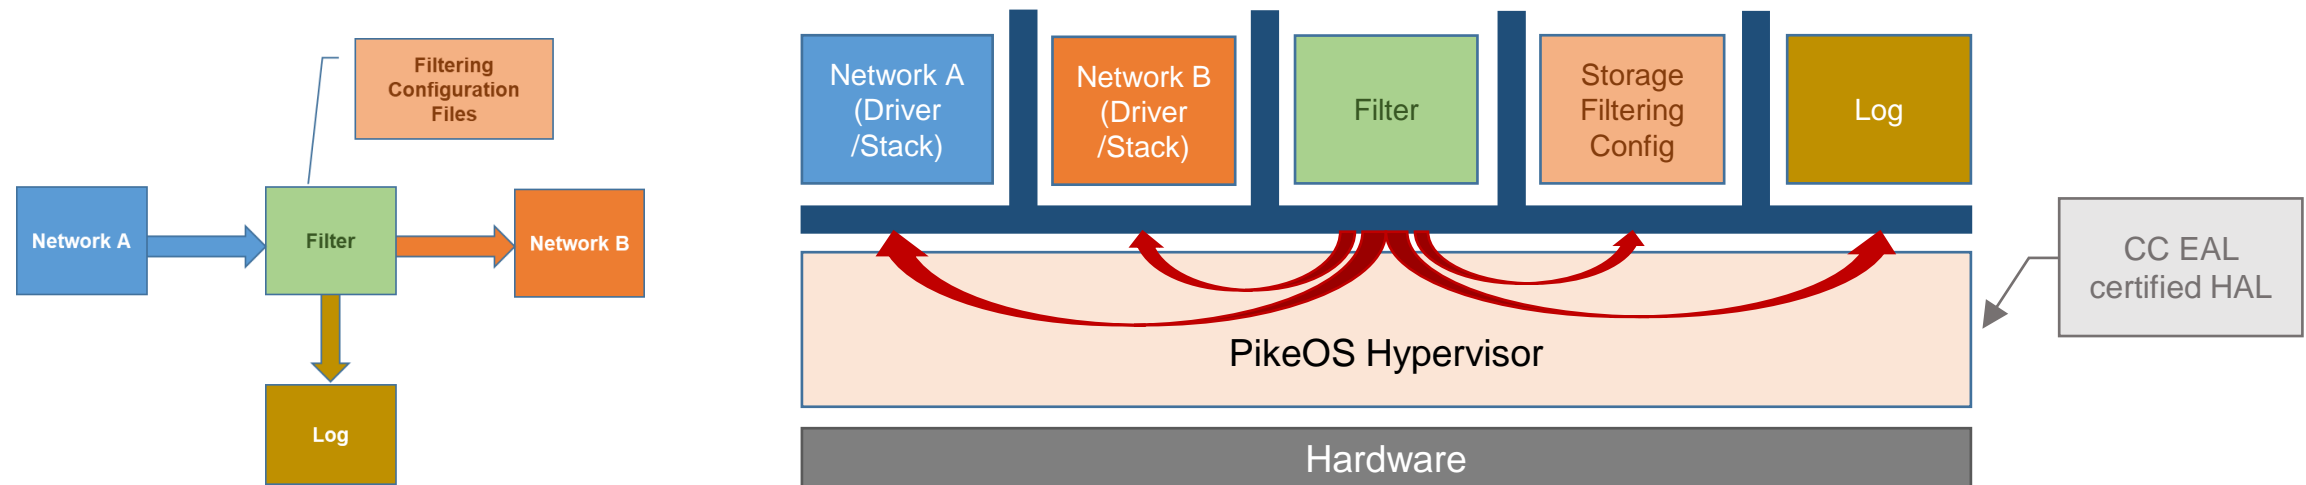 Filtering
Configuration
Files
Network A
Filter
Network B
Log
Network A
(Driver
/Stack)
Network B
(Driver
/Stack)
Filter
Storage
Filtering
Config
Log
CC EAL
certified HAL
PikeOS Hypervisor
Hardware